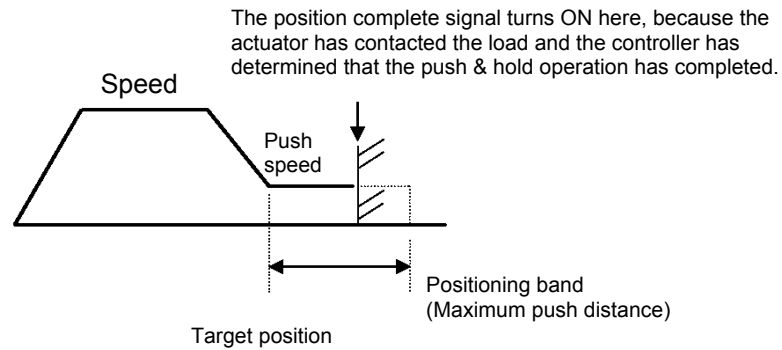 The position complete signal turns ON here, because the
actuator has contacted the load and the controller has
determined that the push & hold operation has completed.
Speed
Push
speed
Positioning band
(Maximum push distance)
Target position